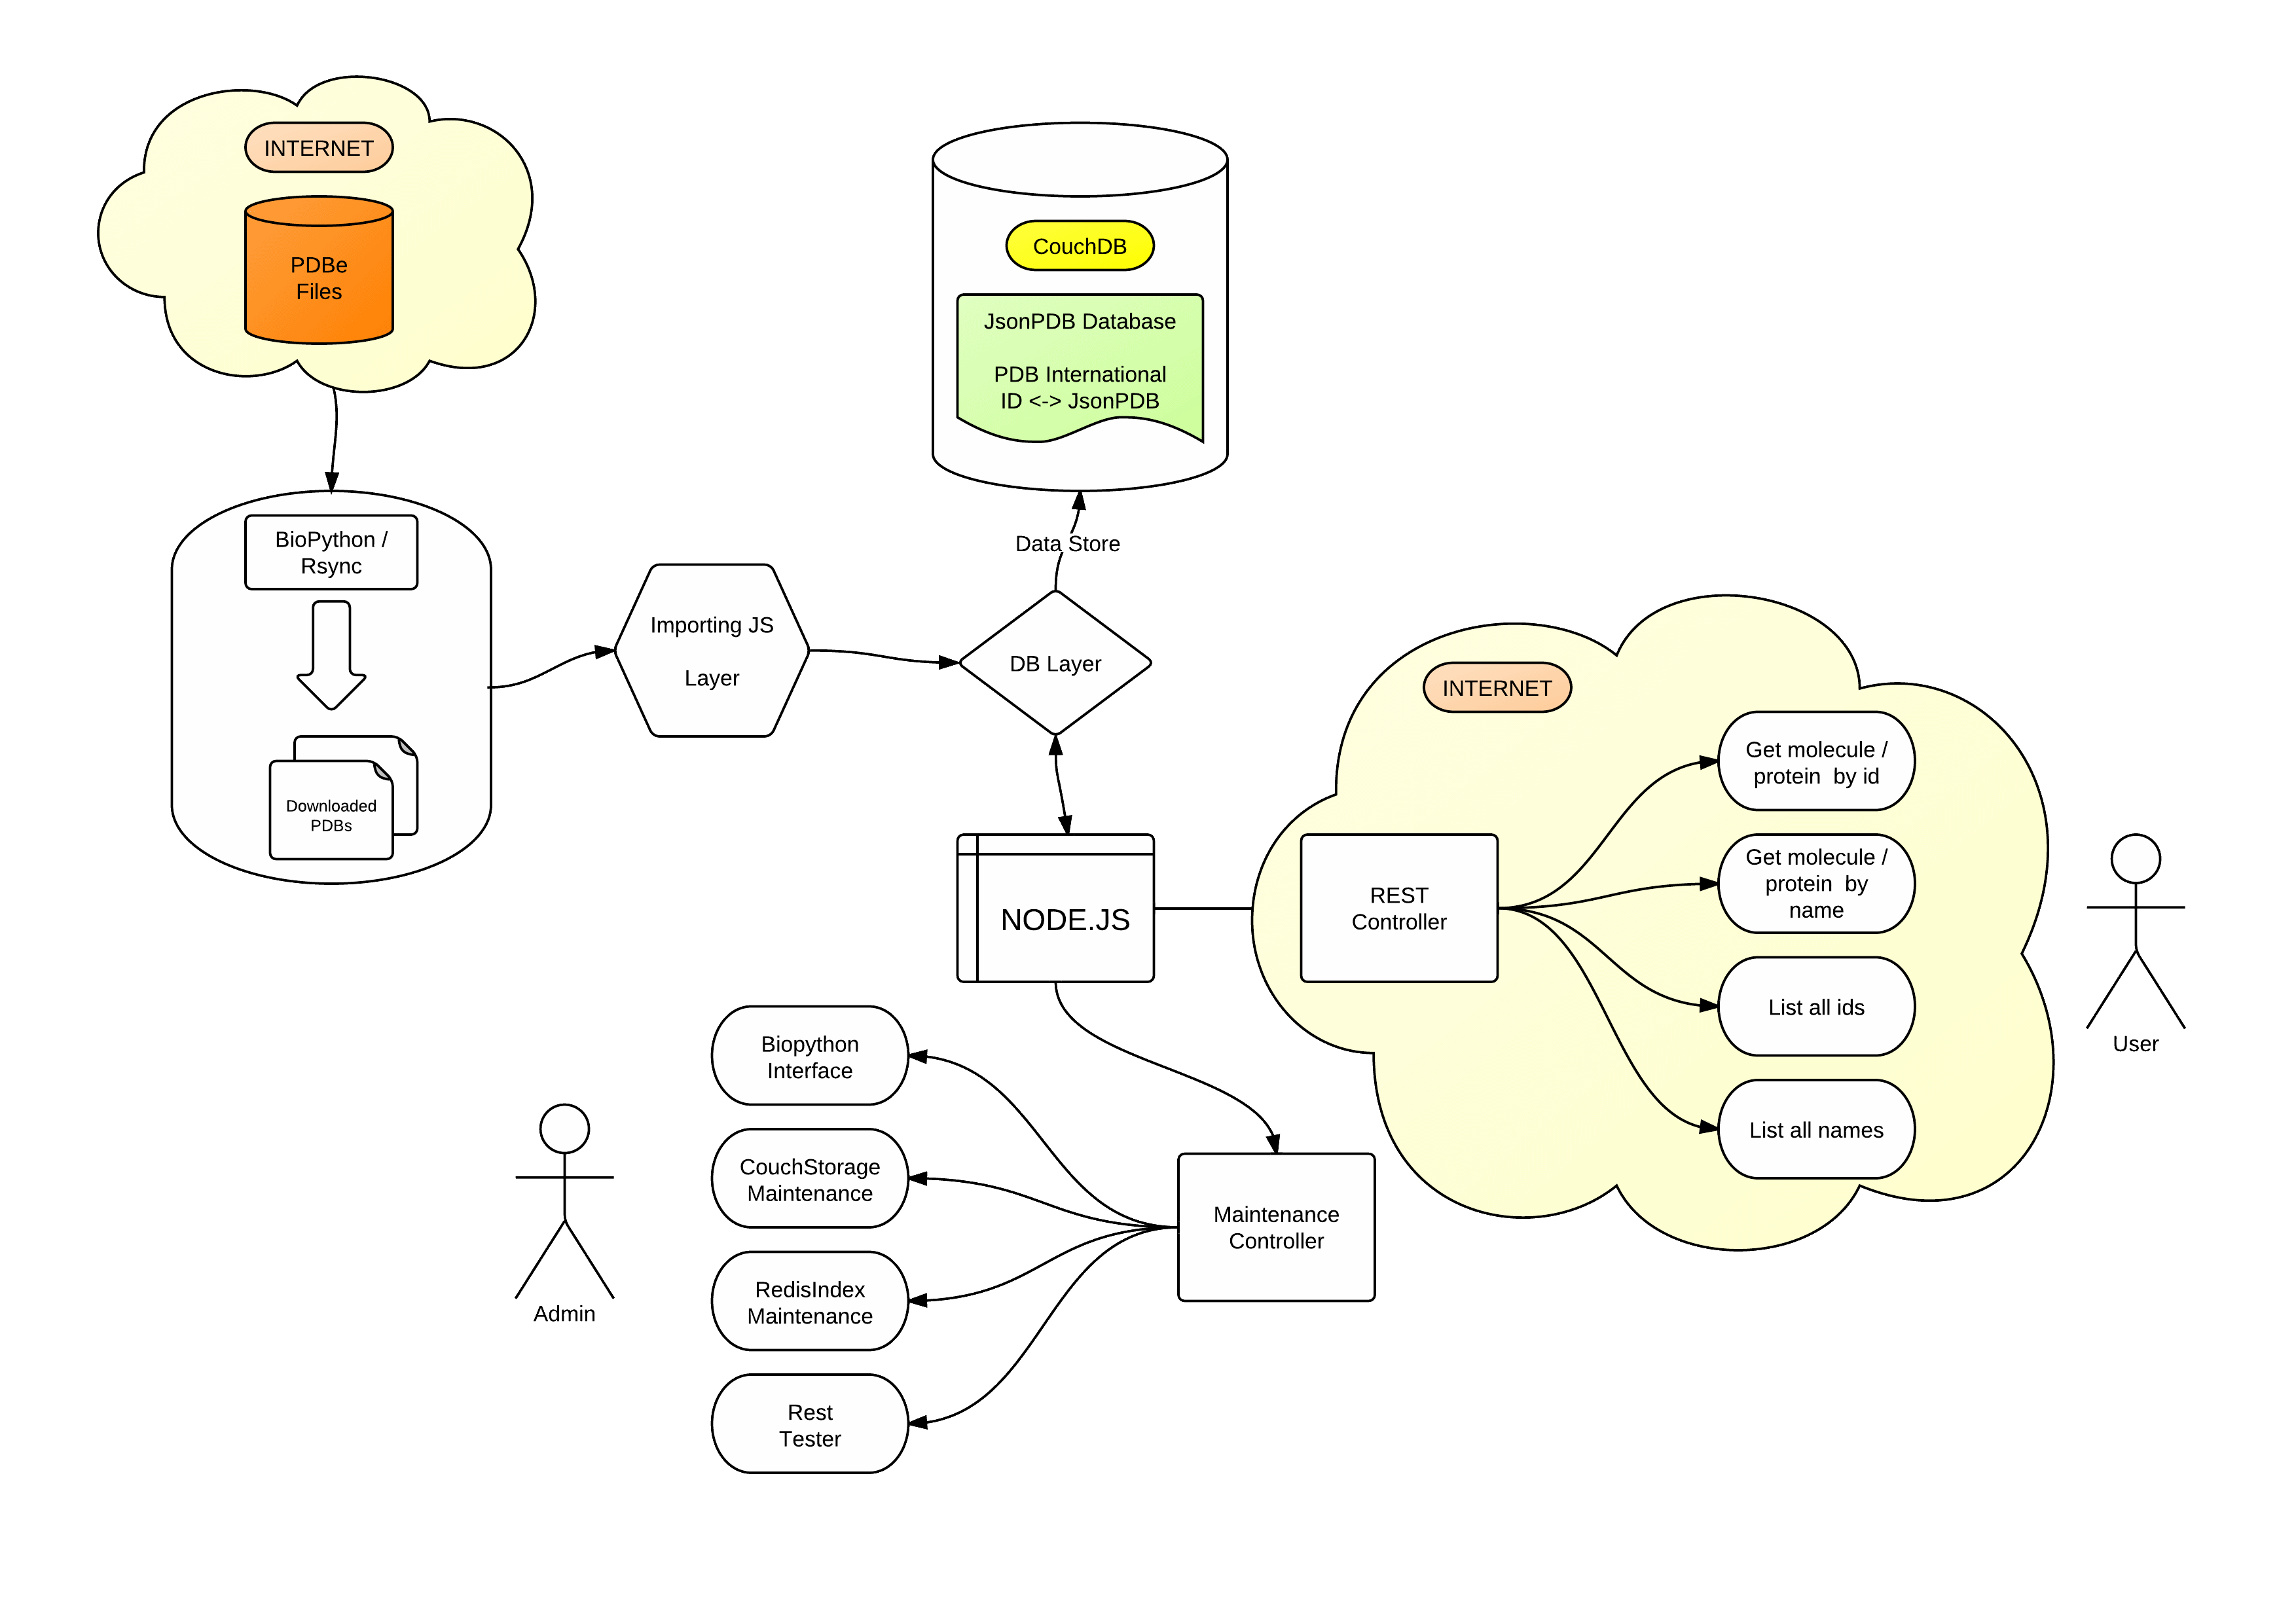 INTERNET
PDBe
Files
CouchDB
JsonPDB Database
PDB International
ID <-> JsonPDB
BioPython /
Rsync
Downloaded
PDBs
Importing JS
Layer
Data Store
DB Layer
NODE.JS
INTERNET
REST
Controller
Get molecule /
protein  by id
Get molecule /
protein  by
name
List all ids
List all names
User
Biopython
Interface
CouchStorage
Maintenance
RedisIndex
Maintenance
Rest
Tester
Maintenance
Controller
Admin